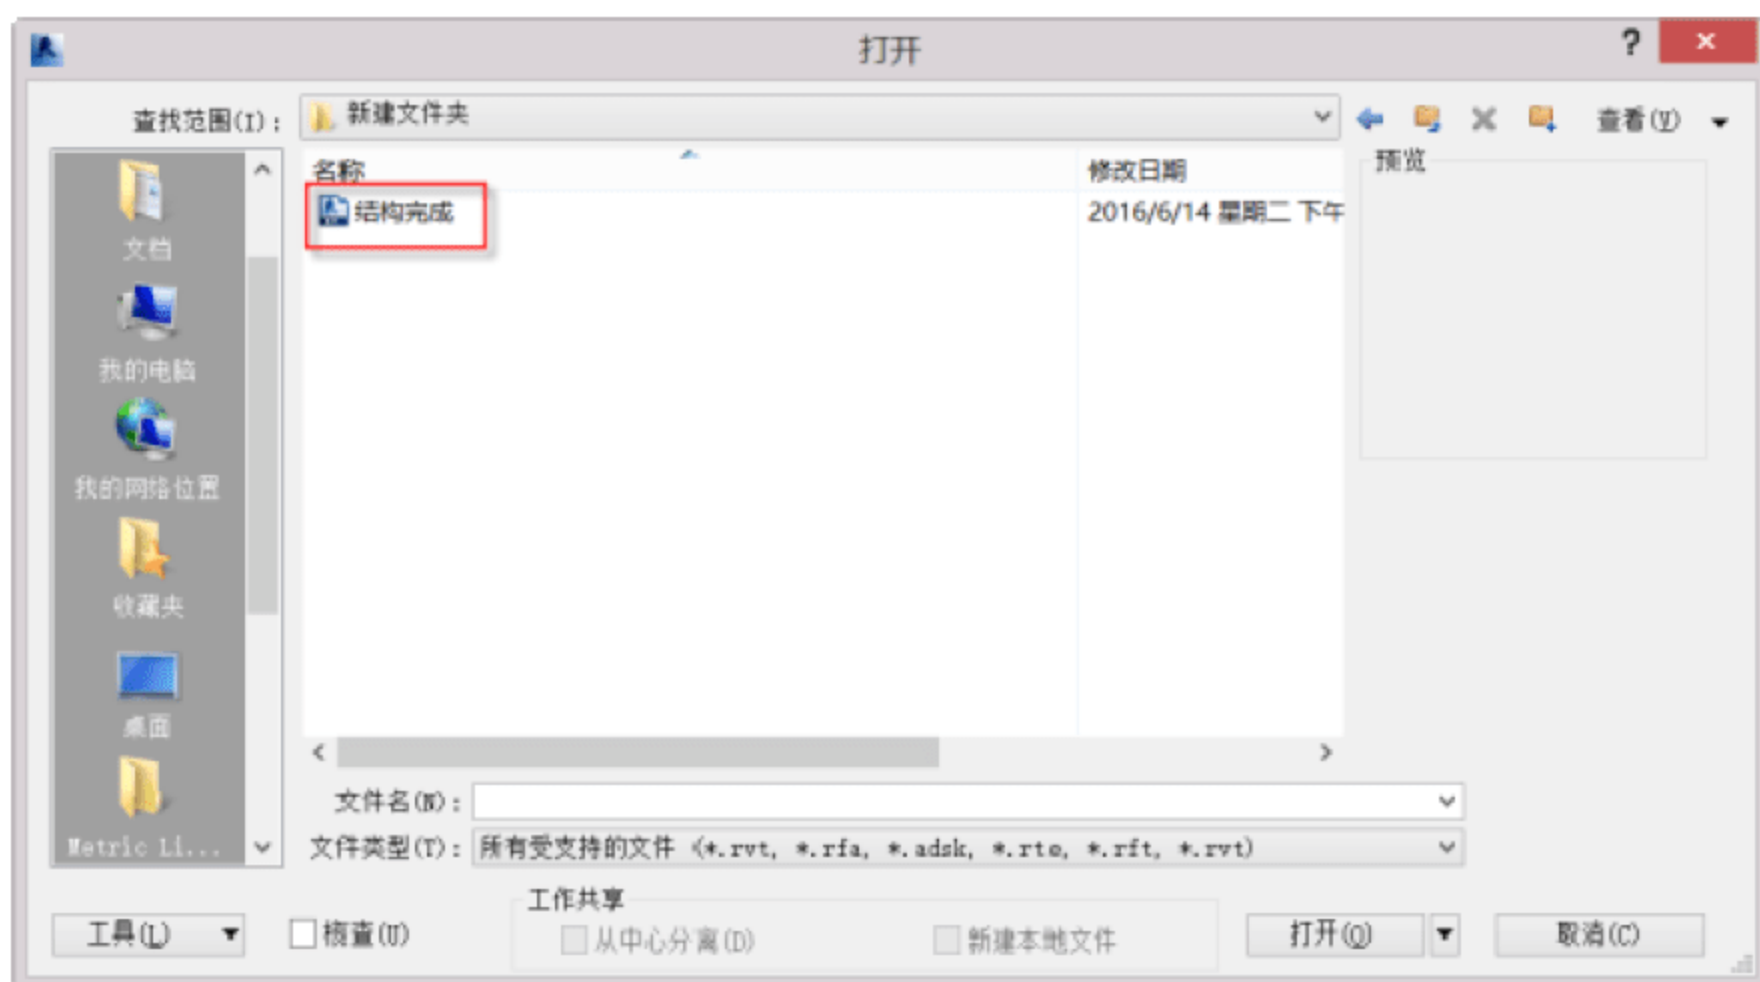 打开
?
查找范围(I):
新建文件夹
查看(V)
名称
修改日期
预览
结构完成
2016/6/14 星期二 下午
文档
我的电脑
我的网络位置
收藏夹
桌面
Metric Li...
文件名(N):
文件类型(T):
所有受支持的文件 (*.rvt, *.rfa, *.adsk, *.rte, *.rft, *.rvt)
工作共享
工具(L)
核查(U)
从中心分离(D)
新建本地文件
打开(O)
取消(C)